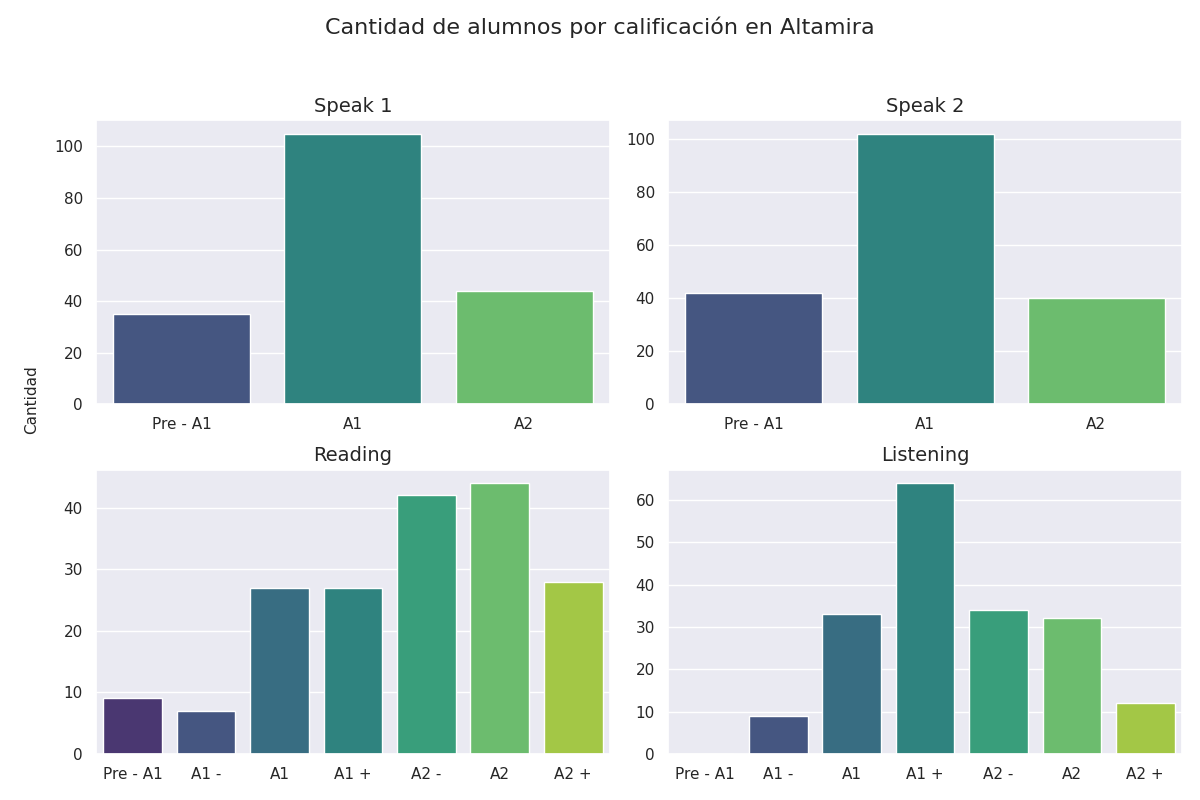 Cantidad de alumnos por calificación en Altamira
Speak 1
100
80
60
40
20
0
Pre - A1 A1 A2
Speak 2
100
80
60
40
20
0
Pre - A1 A1 A2
Cantidad
Reading
40
30
20
10
0
Pre - A1 A1 - A1 A1 + A2 - A2 A2 +
Listening
60
50
40
30
20
10
0
Pre - A1 A1 - A1 A1 + A2 - A2 A2 +